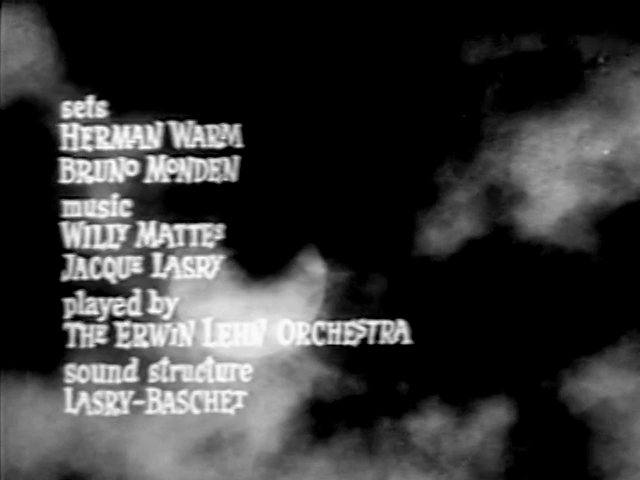 sets
HERMAN WARM
BRUNO MONDEN
music
WILLY MATTES
JACQUE LASRY
played by
THE ERWIN LEHN ORCHESTRA
sound structure
LASRY-BASCHET